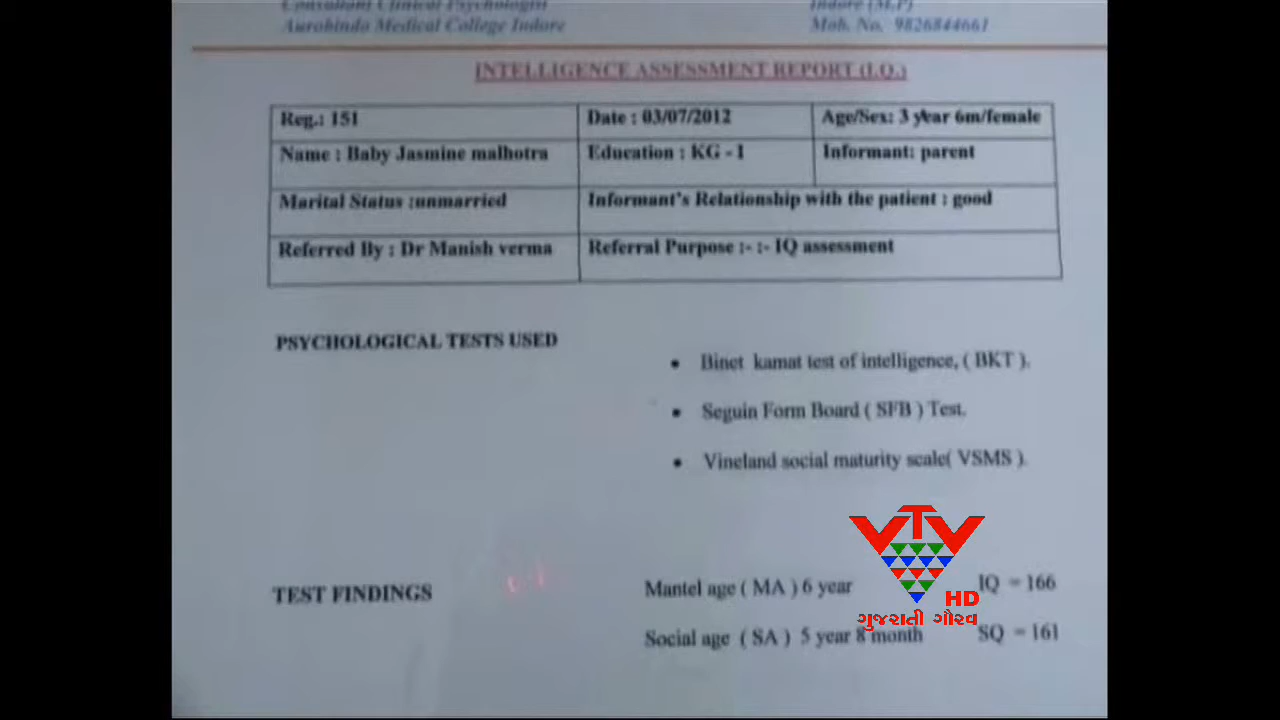 Consultant Clinical Psychologist
Indore (M.P)
Aurobindo Medical College Indore
Mob. No. 9826844661
INTELLIGENCE ASSESSMENT REPORT (I.Q.)
Reg.: 151
Date : 03/07/2012
Age/Sex: 3 year 6m/female
Name : Baby Jasmine malhotra
Education : KG - I
Informant: parent
Marital Status :unmarried
Informant's Relationship with the patient : good
Referred By : Dr Manish verma
Referral Purpose :- :- IQ assessment
PSYCHOLOGICAL TESTS USED
• Binet kamat test of intelligence, ( BKT ).
• Seguin Form Board ( SFB ) Test.
• Vineland social maturity scale( VSMS ).
TEST FINDINGS
Mantel age ( MA ) 6 year
IQ = 166
Social age ( SA ) 5 year 8 month
SQ = 161
VTV
HD
ગુજરાતી ગૌરવ